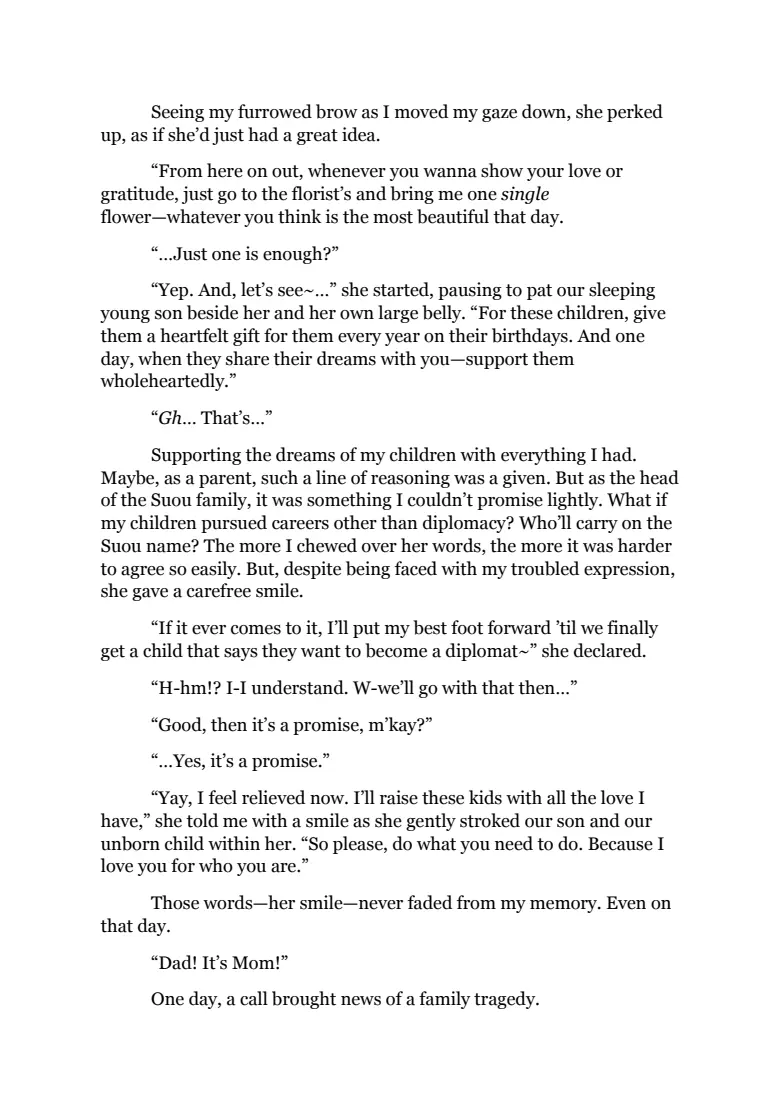 Seeing my furrowed brow as I moved my gaze down, she perked
up, as if she’d just had a great idea.
“From here on out, whenever you wanna show your love or
gratitude, just go to the florist’s and bring me one single
flower—whatever you think is the most beautiful that day.
“…Just one is enough?”
“Yep. And, let’s see~…” she started, pausing to pat our sleeping
young son beside her and her own large belly. “For these children, give
them a heartfelt gift for them every year on their birthdays. And one
day, when they share their dreams with you—support them
wholeheartedly.”
“Gh… That’s…”
Supporting the dreams of my children with everything I had.
Maybe, as a parent, such a line of reasoning was a given. But as the head
of the Suou family, it was something I couldn’t promise lightly. What if
my children pursued careers other than diplomacy? Who’ll carry on the
Suou name? The more I chewed over her words, the more it was harder
to agree so easily. But, despite being faced with my troubled expression,
she gave a carefree smile.
“If it ever comes to it, I’ll put my best foot forward ’til we finally
get a child that says they want to become a diplomat~” she declared.
“H-hm!? I-I understand. W-we’ll go with that then…”
“Good, then it’s a promise, m’kay?”
“…Yes, it’s a promise.”
“Yay, I feel relieved now. I’ll raise these kids with all the love I
have,” she told me with a smile as she gently stroked our son and our
unborn child within her. “So please, do what you need to do. Because I
love you for who you are.”
Those words—her smile—never faded from my memory. Even on
that day.
“Dad! It’s Mom!”
One day, a call brought news of a family tragedy.